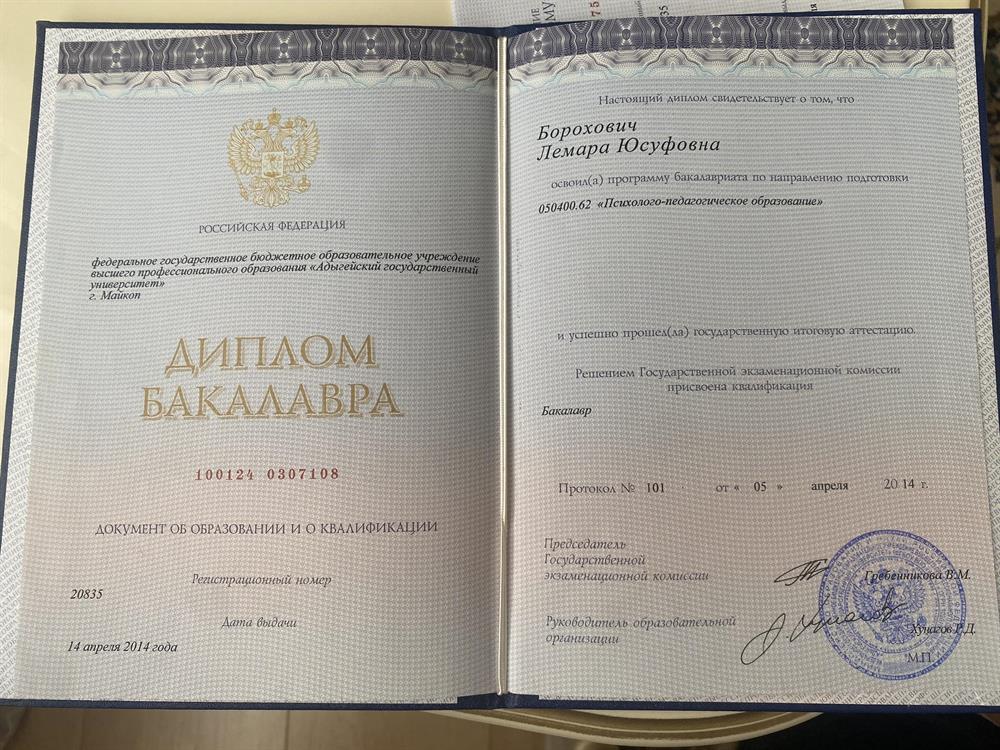 РОССИЙСКАЯ ФЕДЕРАЦИЯ
федеральное государственное бюджетное образовательное учреждение
высшего профессионального образования «Адыгейский государственный
университет»
г. Майкоп
ДИПЛОМ
БАКАЛАВРА
100124 0307108
ДОКУМЕНТ ОБ ОБРАЗОВАНИИ И О КВАЛИФИКАЦИИ
Регистрационный номер
20835
Дата выдачи
14 апреля 2014 года
Настоящий диплом свидетельствует о том, что
Борохович
Лемара Юсуфовна
освоил(а) программу бакалавриата по направлению подготовки
050400.62 «Психолого-педагогическое образование»
и успешно прошел(ла) государственную итоговую аттестацию.
Решением Государственной экзаменационной комиссии
присвоена квалификация
Бакалавр
Протокол № 101 от « 05 » апреля 2014 г.
Председатель
Государственной
экзаменационной комиссии
Гребенникова В.М.
Руководитель образовательной
организации
Хунагов Р.Д.
М.П.